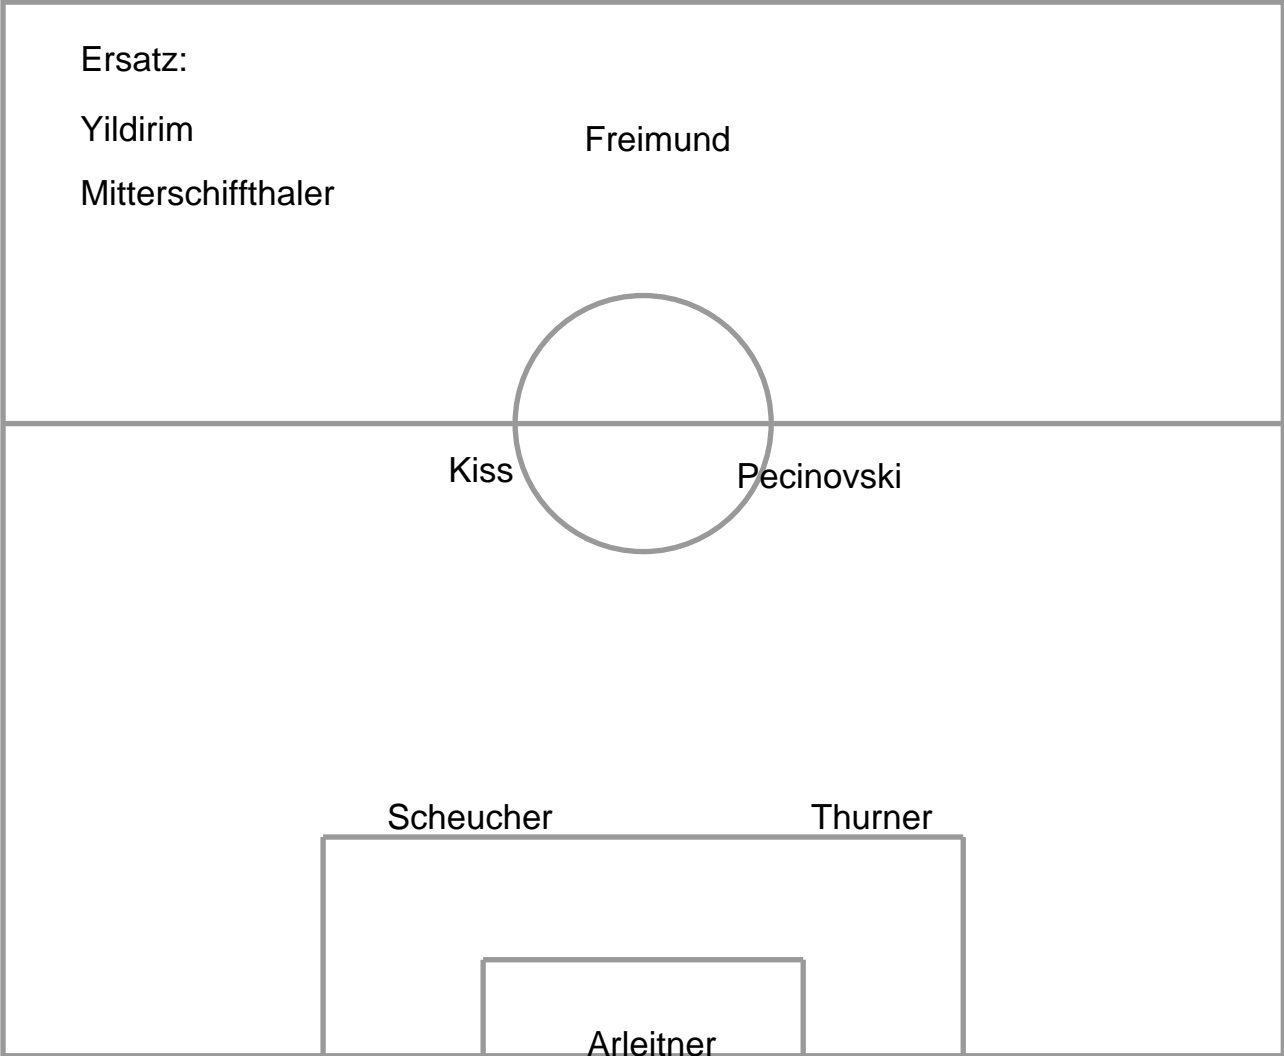 Ersatz:
Yildirim
Mitterschiffthaler
Freimund
Kiss
Pecinovski
Scheucher
Thurner
Arleitner